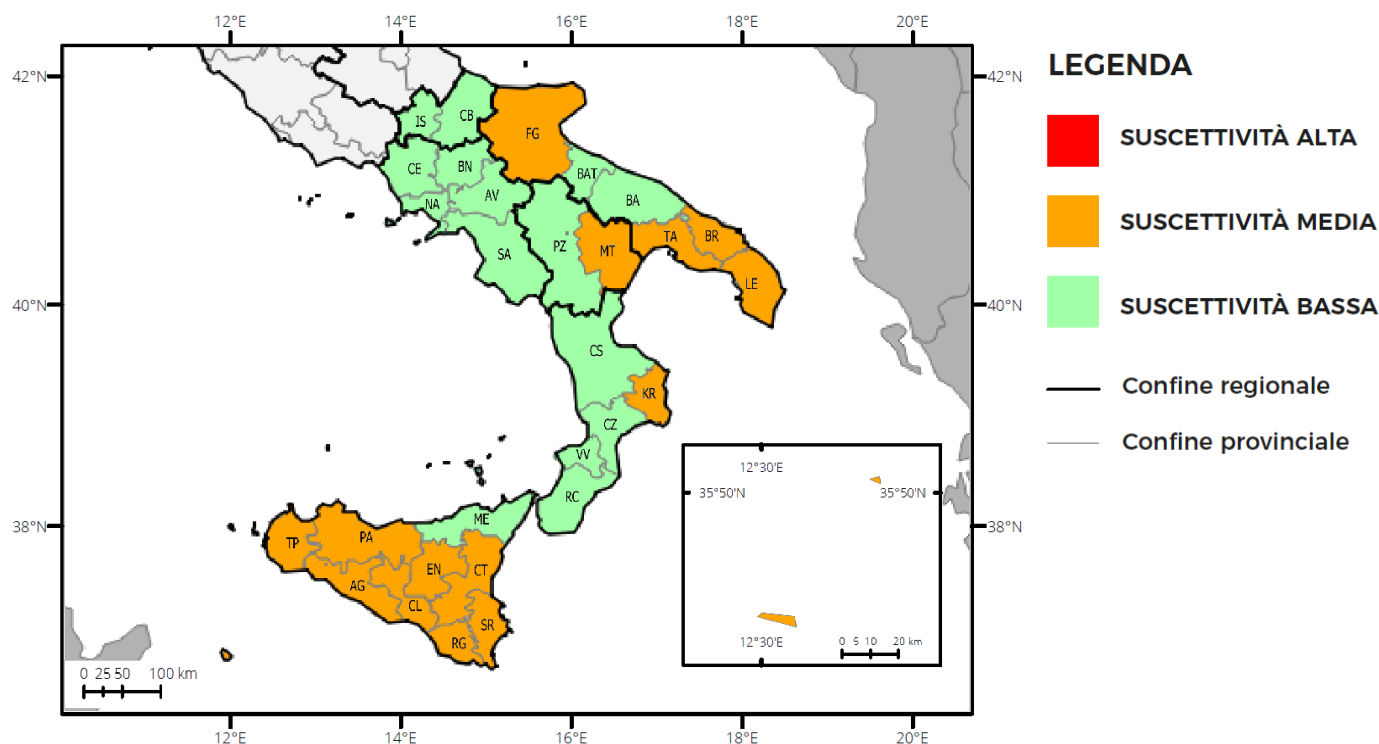 12°E 14°E 16°E 18°E 20°E
42°N 42°N
LEGENDA
SUSCETTIVITÀ ALTA
SUSCETTIVITÀ MEDIA
SUSCETTIVITÀ BASSA
Confine regionale
Confine provinciale
IS CB FG
CE BN BAT
NA AV BA
SA PZ MT TA BR
LE
40°N 40°N
CS
KR
CZ
VV
RC
12°30'E
35°50'N 35°50'N
38°N 38°N
ME
TP PA
AG EN CT
CL SR
RG
12°30'E
0 5 10 20 km
0 25 50 100 km
12°E 14°E 16°E 18°E 20°E